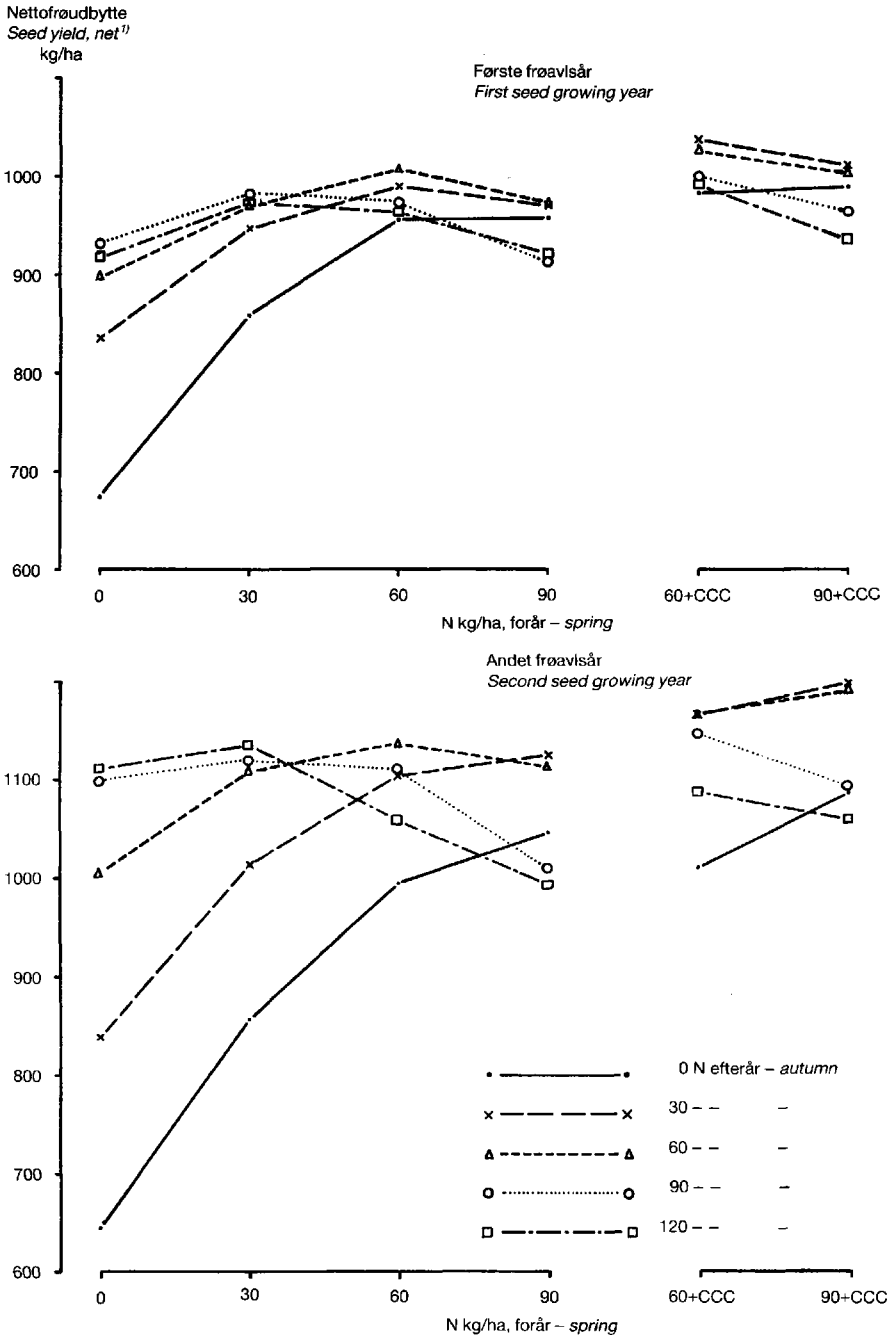 Nettofrøudbytte
Seed yield, net¹⁾
kg/ha
Første frøavlsår
First seed growing year
1000
900
800
700
600
0 30 60 90 60+CCC 90+CCC
N kg/ha, forår – spring
Andet frøavlsår
Second seed growing year
1100
1000
900
800
700
600
0 N efterår – autumn
30 – – –
60 – – –
90 – – –
120 – – –
0 30 60 90 60+CCC 90+CCC
N kg/ha, forår – spring